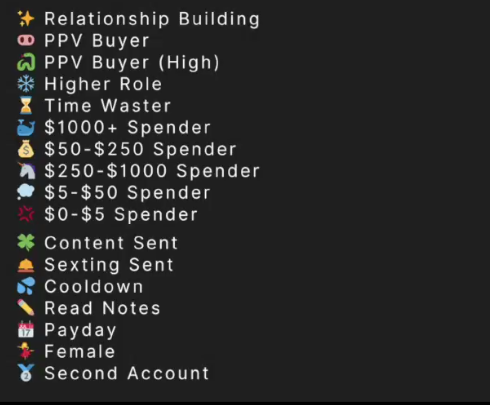 ✨ Relationship Building
🐽 PPV Buyer
🐍 PPV Buyer (High)
❄️ Higher Role
⏳ Time Waster
🐳 $1000+ Spender
💰 $50-$250 Spender
🦄 $250-$1000 Spender
💭 $5-$50 Spender
💢 $0-$5 Spender
🍀 Content Sent
🛎️ Sexting Sent
💦 Cooldown
✏️ Read Notes
📅 Payday
💃 Female
🥈 Second Account